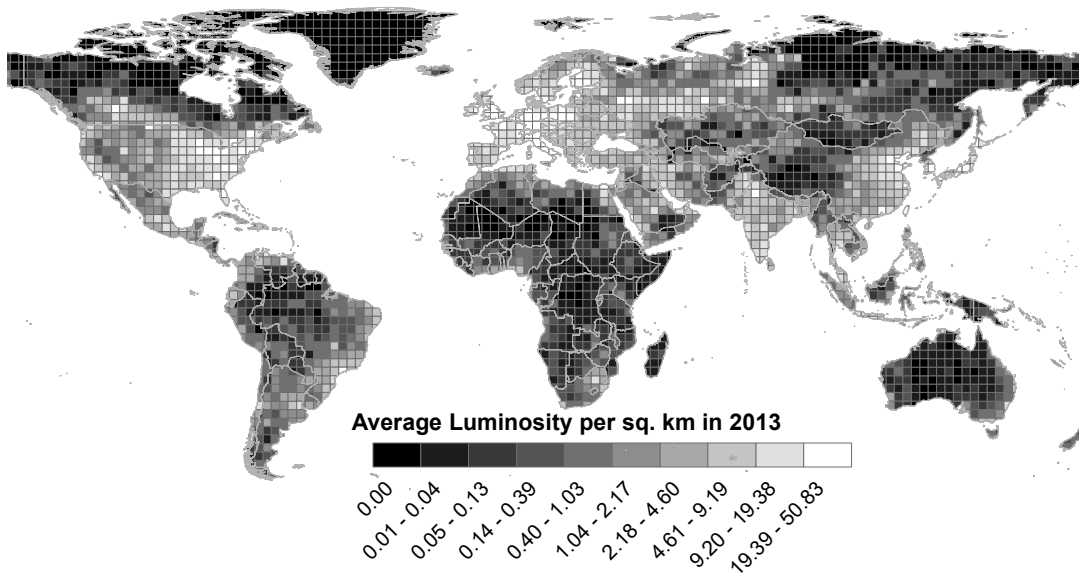 Average Luminosity per sq. km in 2013
0.00
0.01 - 0.04
0.05 - 0.13
0.14 - 0.39
0.40 - 1.03
1.04 - 2.17
2.18 - 4.60
4.61 - 9.19
9.20 - 19.38
19.39 - 50.83